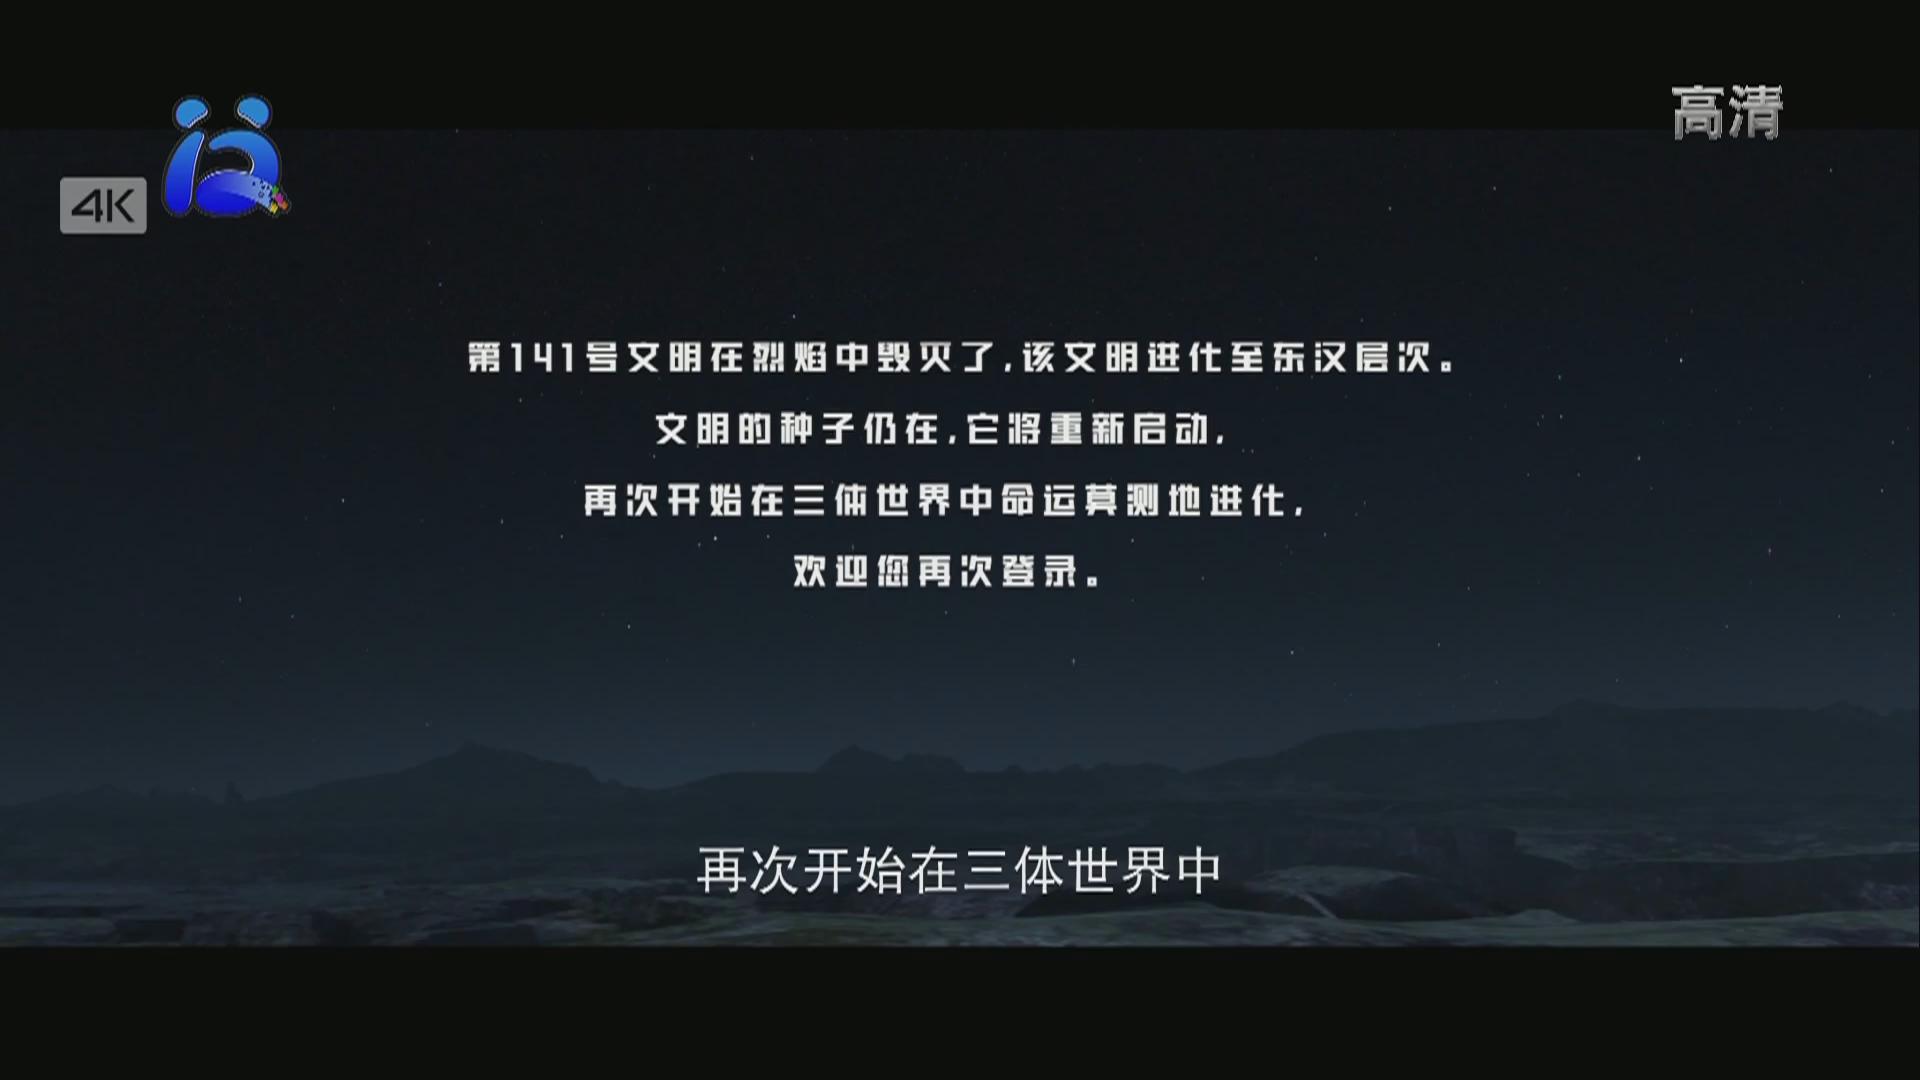 高清
4K
第141号文明在烈焰中毁灭了,该文明进化至东汉层次。
文明的种子仍在,它将重新启动,
再次开始在三体世界中命运莫测地进化,
欢迎您再次登录。
再次开始在三体世界中